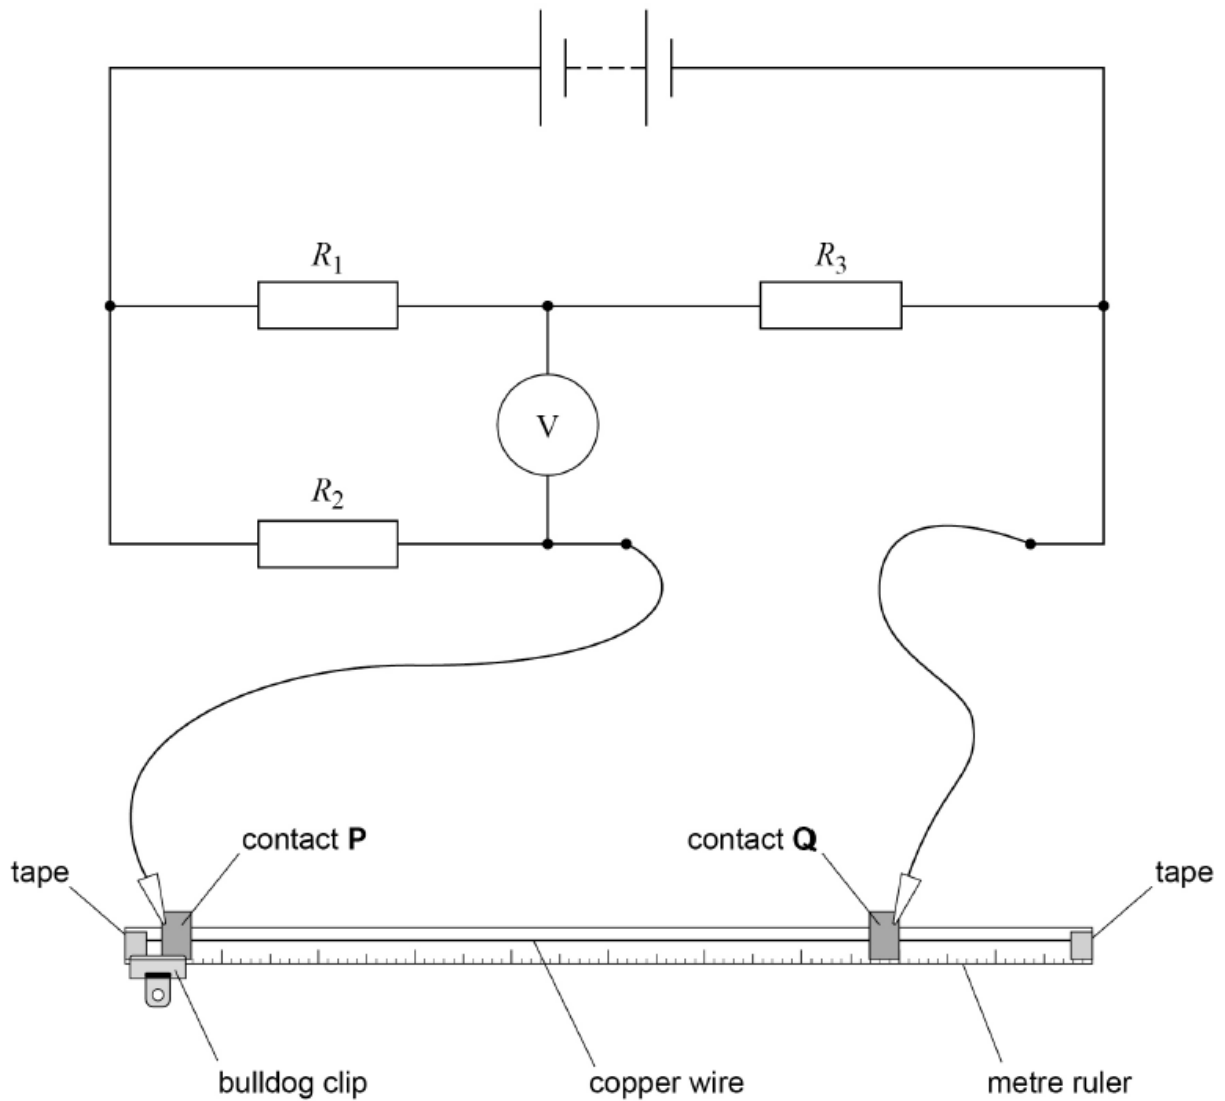 R1
R3
V
R2
contact P
contact Q
tape
tape
bulldog clip
copper wire
metre ruler